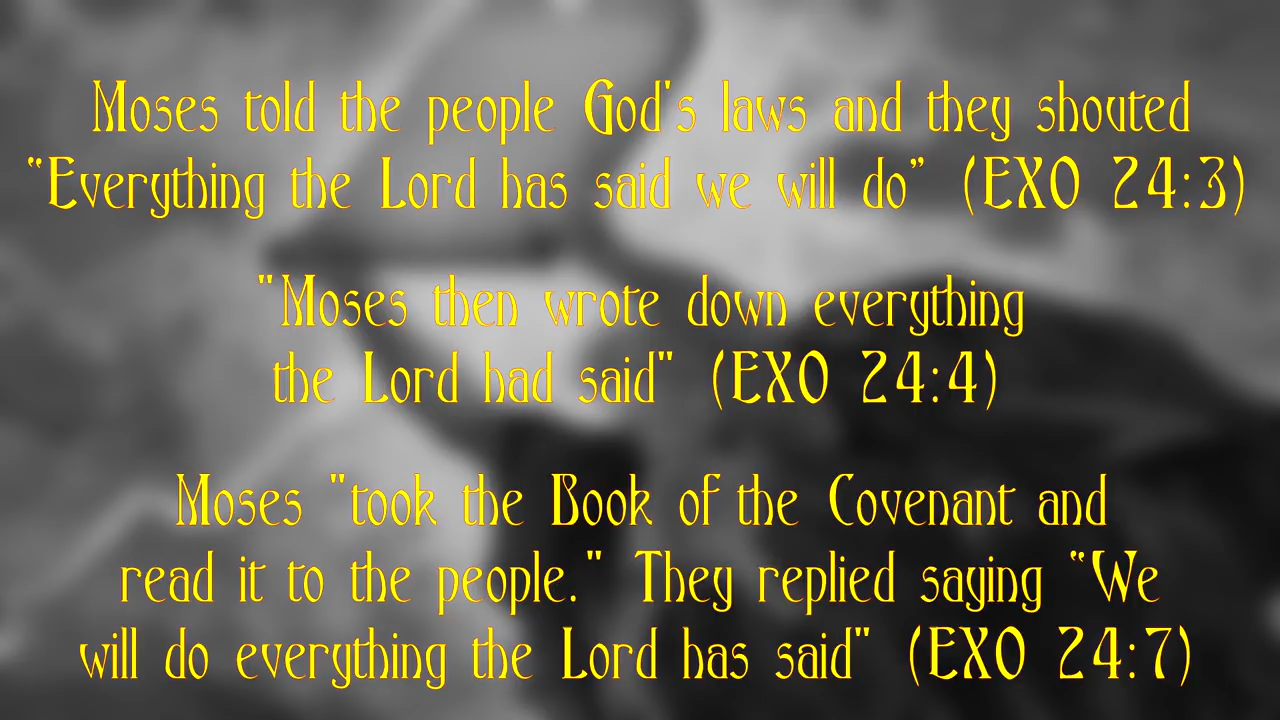 Moses told the people God's laws and they shouted
“Everything the Lord has said we will do” (EXO 24:3)
"Moses then wrote down everything
the Lord had said" (EXO 24:4)
Moses "took the Book of the Covenant and
read it to the people." They replied saying “We
will do everything the Lord has said" (EXO 24:7)